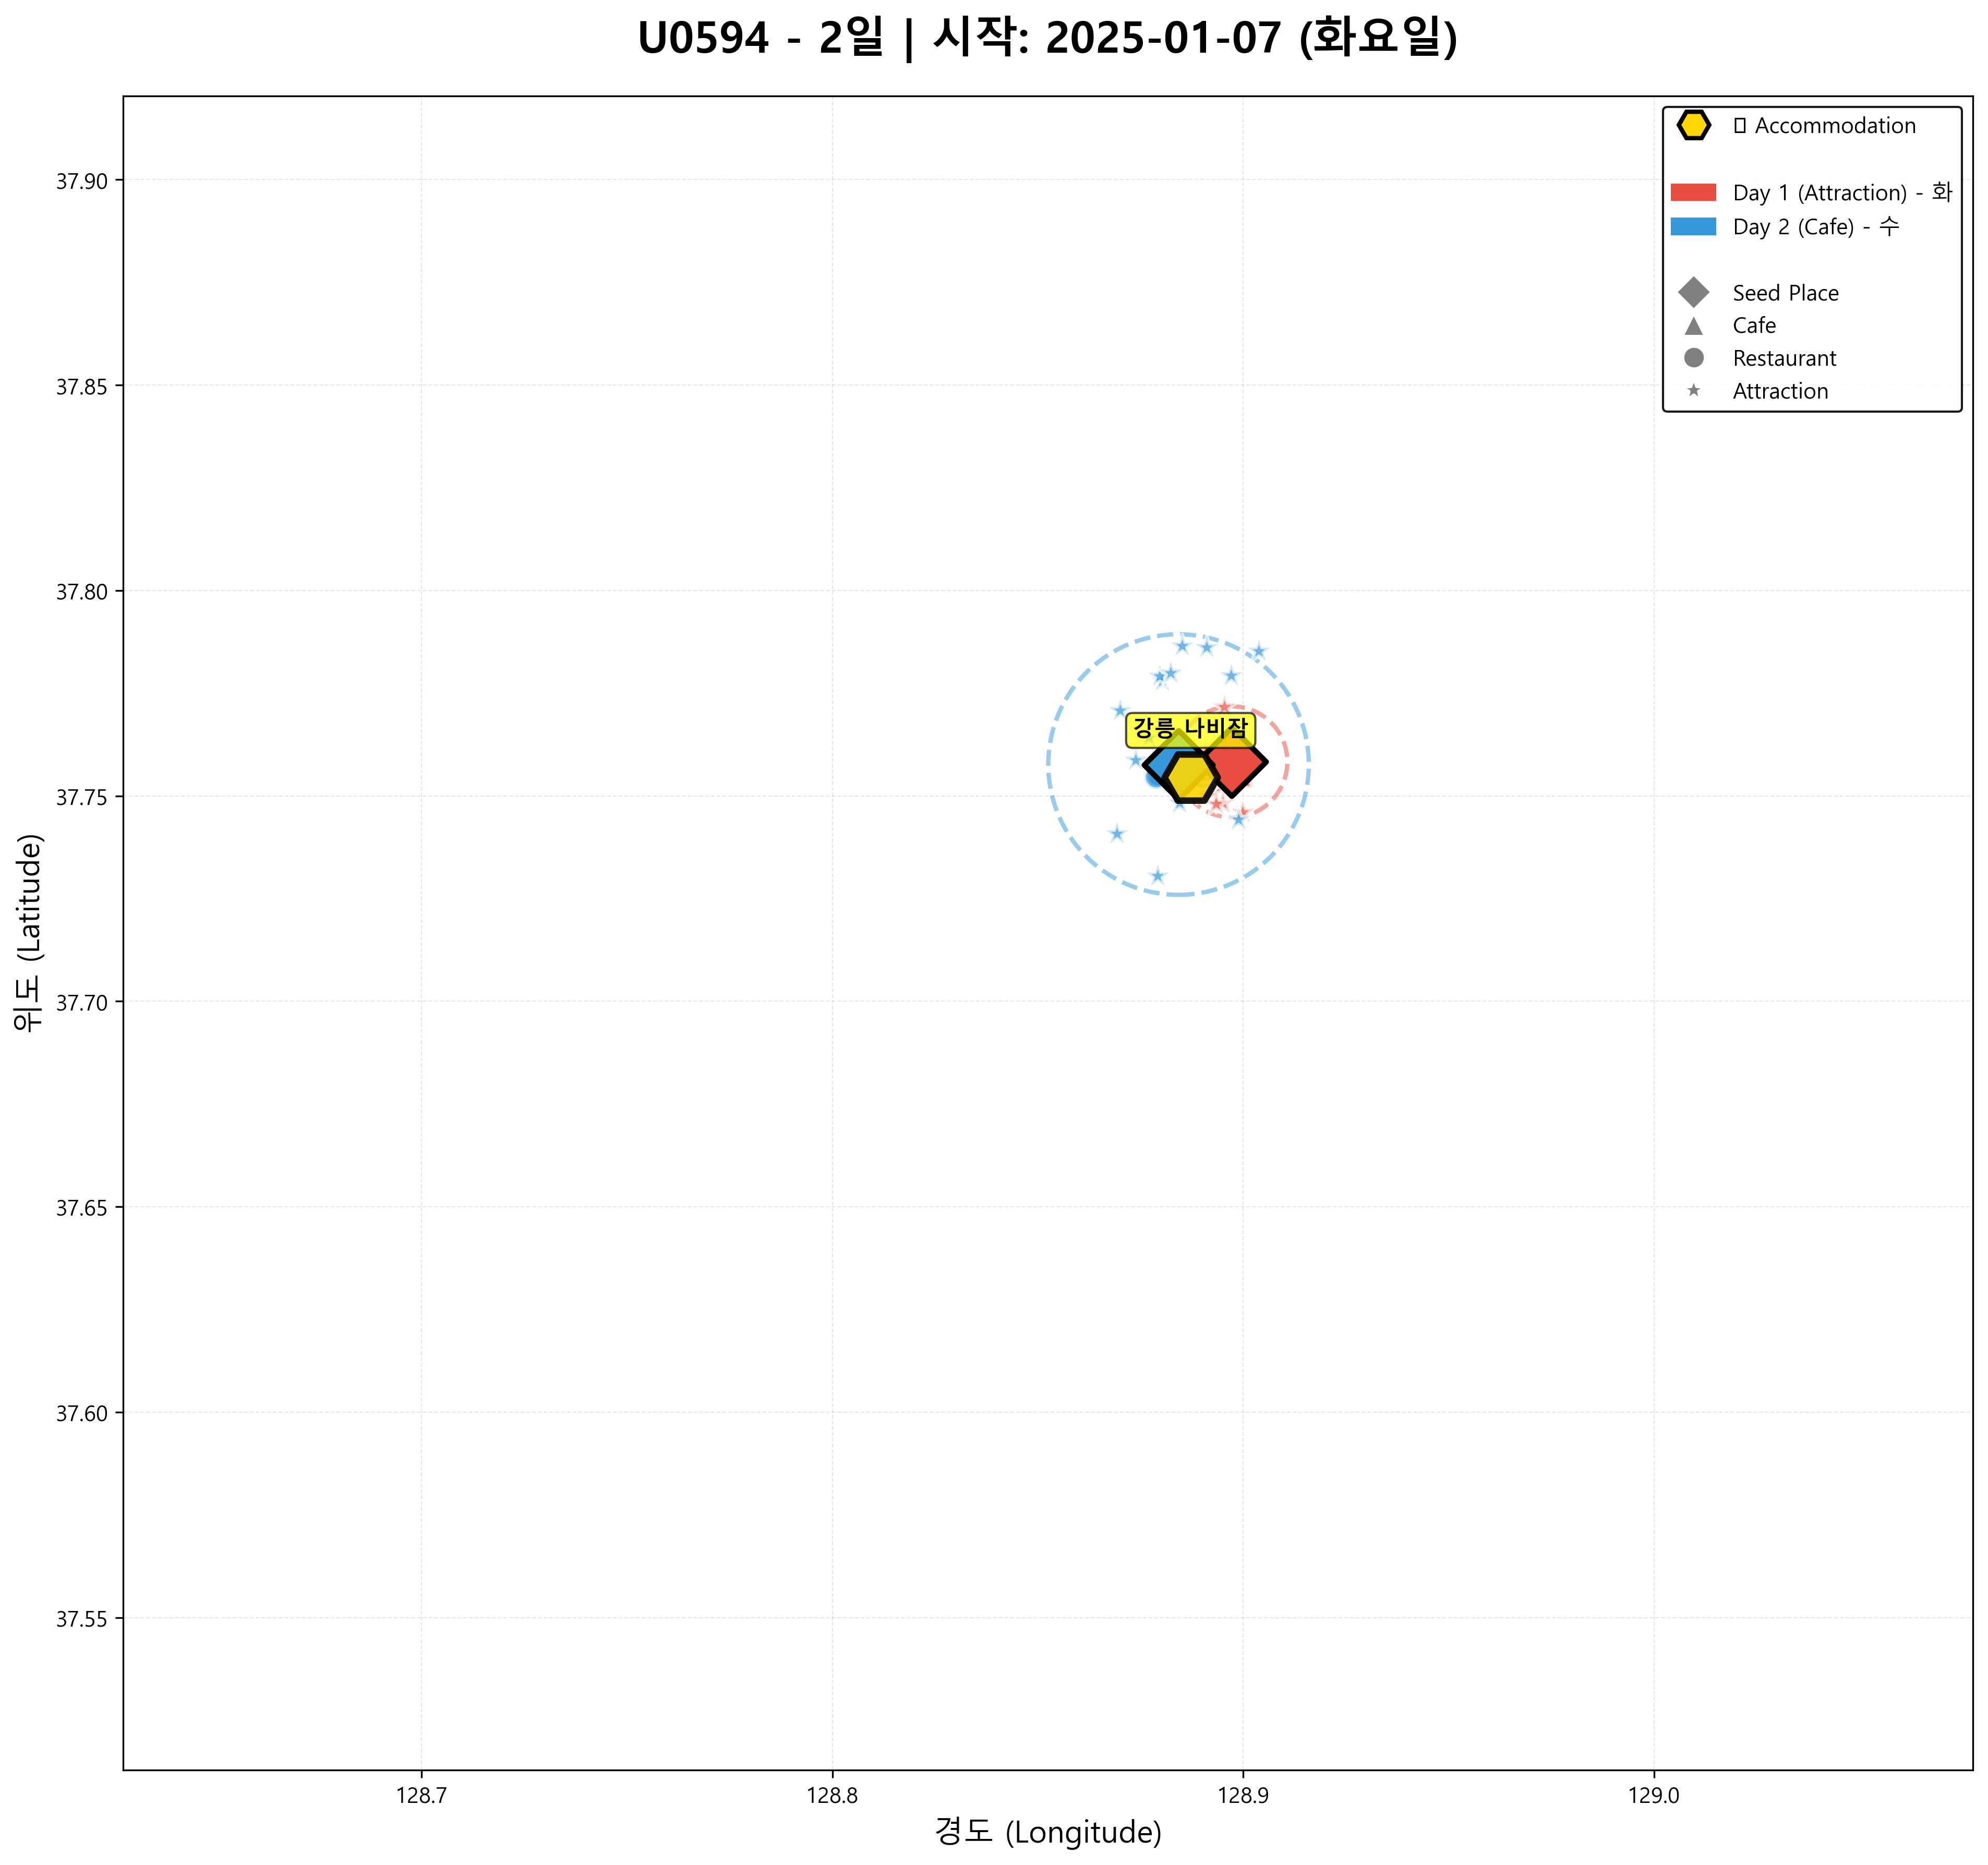 U0594 - 2일 | 시작: 2025-01-07 (화요일)
▯ Accommodation
Day 1 (Attraction) - 화
Day 2 (Cafe) - 수
Seed Place
Cafe
Restaurant
Attraction
37.90
37.85
37.80
37.75
37.70
37.65
37.60
37.55
위도 (Latitude)
강릉 나비잠
128.7
128.8
128.9
129.0
경도 (Longitude)